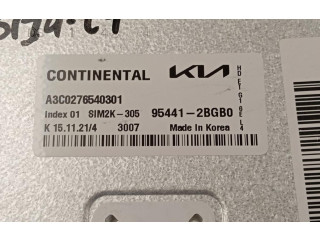 CONTINENTAL KIA
A3C0276540301
Index 01 SIM2K-305 95441-2BGB0
K 15.11.21/4 3007 Made in Korea